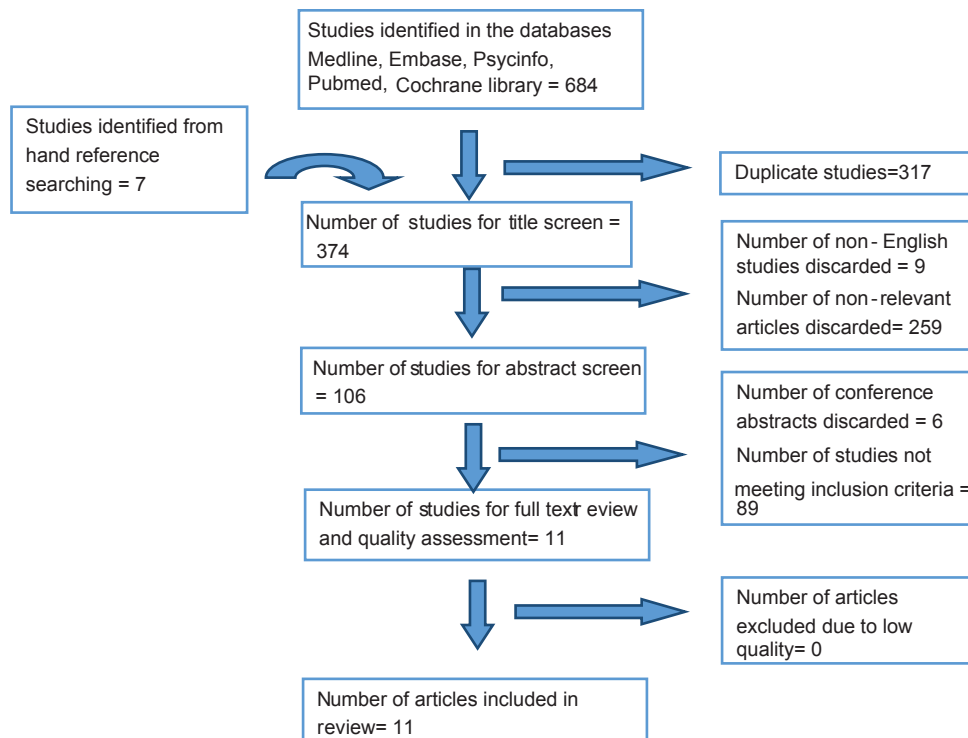 Studies identified in the databases
Medline, Embase, Psycinfo,
Pubmed, Cochrane library = 684
Studies identified from
hand reference
searching = 7
Duplicate studies=317
Number of studies for title screen =
374
Number of non-English
studies discarded = 9
Number of non-relevant
articles discarded= 259
Number of studies for abstract screen
= 106
Number of conference
abstracts discarded = 6
Number of studies not
meeting inclusion criteria =
89
Number of studies for full textr eview
and quality assessment= 11
Number of articles
excluded due to low
quality= 0
Number of articles included in
review= 11